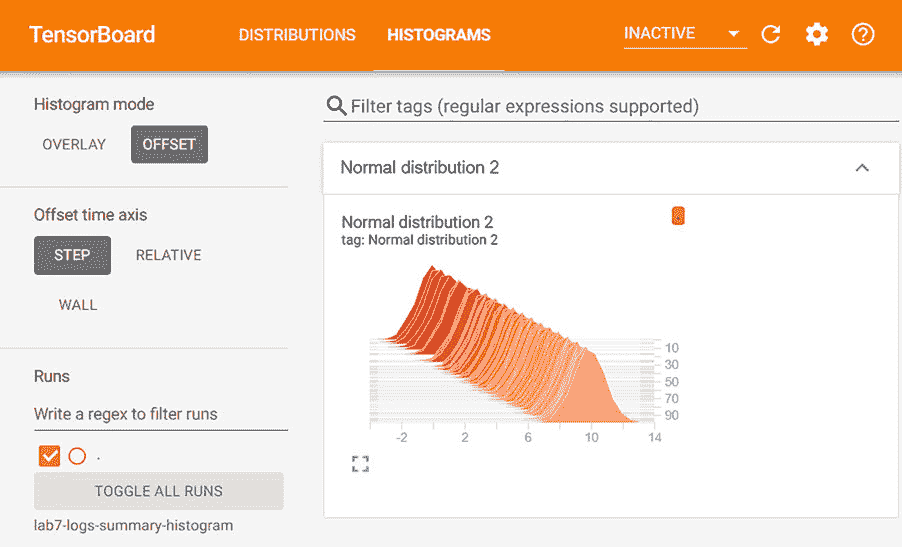 TensorBoard
DISTRIBUTIONS
HISTOGRAMS
INACTIVE
Histogram mode
OVERLAY
OFFSET
Offset time axis
STEP
RELATIVE
WALL
Runs
Write a regex to filter runs
.
TOGGLE ALL RUNS
lab7-logs-summary-histogram
Filter tags (regular expressions supported)
Normal distribution 2
Normal distribution 2
tag: Normal distribution 2
10
30
50
70
90
-2 2 6 10 14